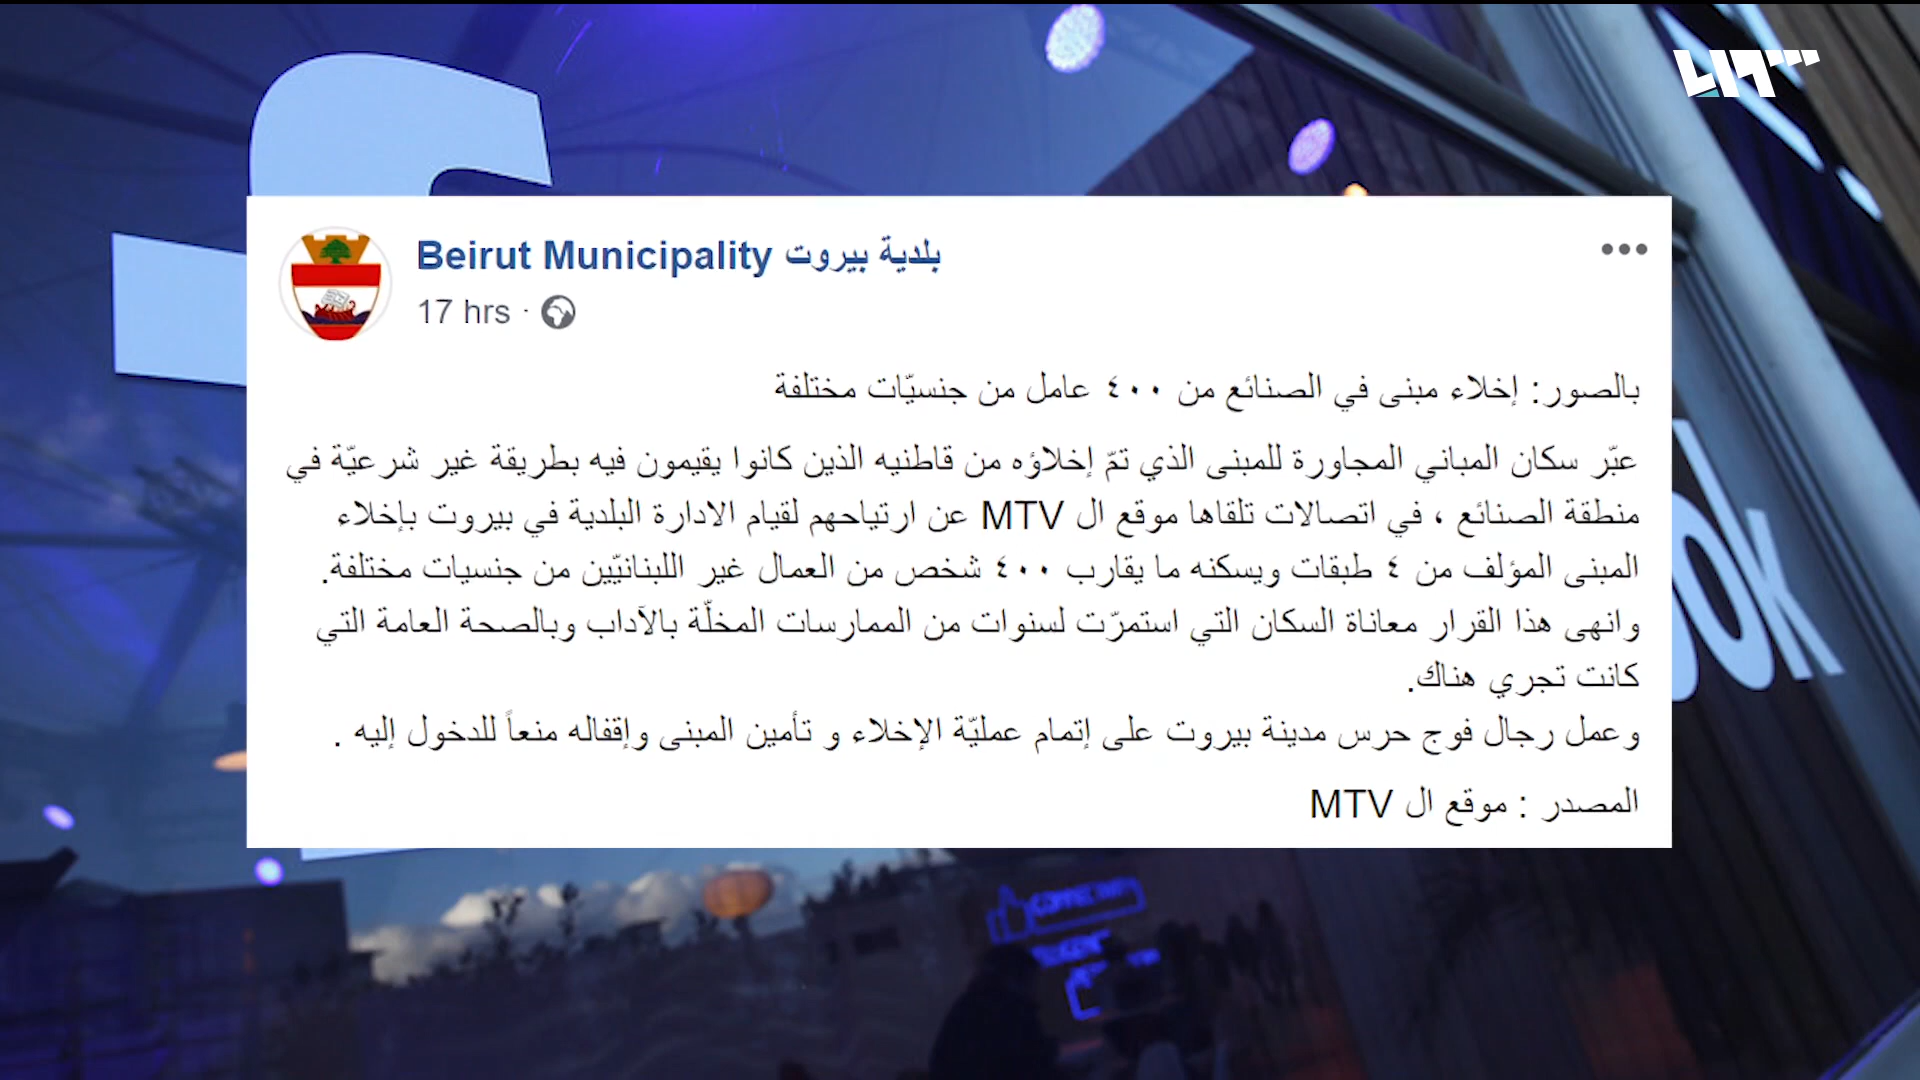 Beirut Municipality بلدية بيروت
17 hrs ·
بالصور: إخلاء مبنى في الصنائع من ٤٠٠ عامل من جنسيّات مختلفة
عبّر سكان المباني المجاورة للمبنى الذي تمّ إخلاؤه من قاطنيه الذين كانوا يقيمون فيه بطريقة غير شرعيّة في
منطقة الصنائع ، في اتصالات تلقاها موقع ال MTV عن ارتياحهم لقيام الادارة البلدية في بيروت بإخلاء
المبنى المؤلف من ٤ طبقات ويسكنه ما يقارب ٤٠٠ شخص من العمال غير اللبنانيّين من جنسيات مختلفة.
وانهى هذا القرار معاناة السكان التي استمرّت لسنوات من الممارسات المخلّة بالآداب وبالصحة العامة التي
كانت تجري هناك.
وعمل رجال فوج حرس مدينة بيروت على إتمام عمليّة الإخلاء و تأمين المبنى وإقفاله منعاً للدخول إليه .
المصدر : موقع ال MTV